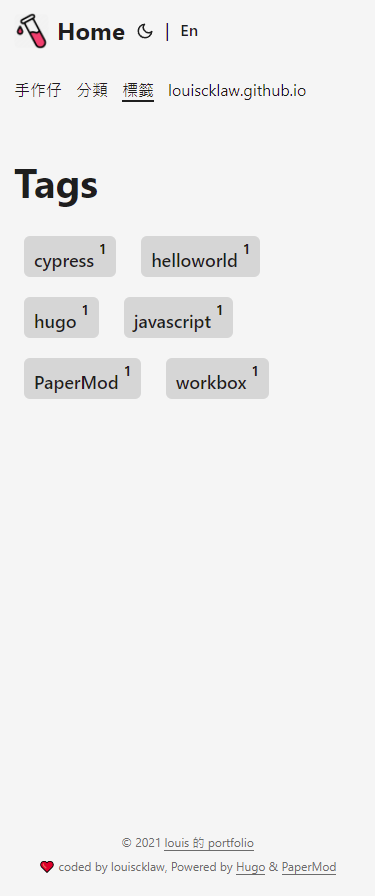 Home | En
手作仔 分類 標籤 louiscklaw.github.io
Tags
cypress 1 helloworld 1
hugo 1 javascript 1
PaperMod 1 workbox 1
© 2021 louis 的 portfolio
coded by louiscklaw, Powered by Hugo & PaperMod